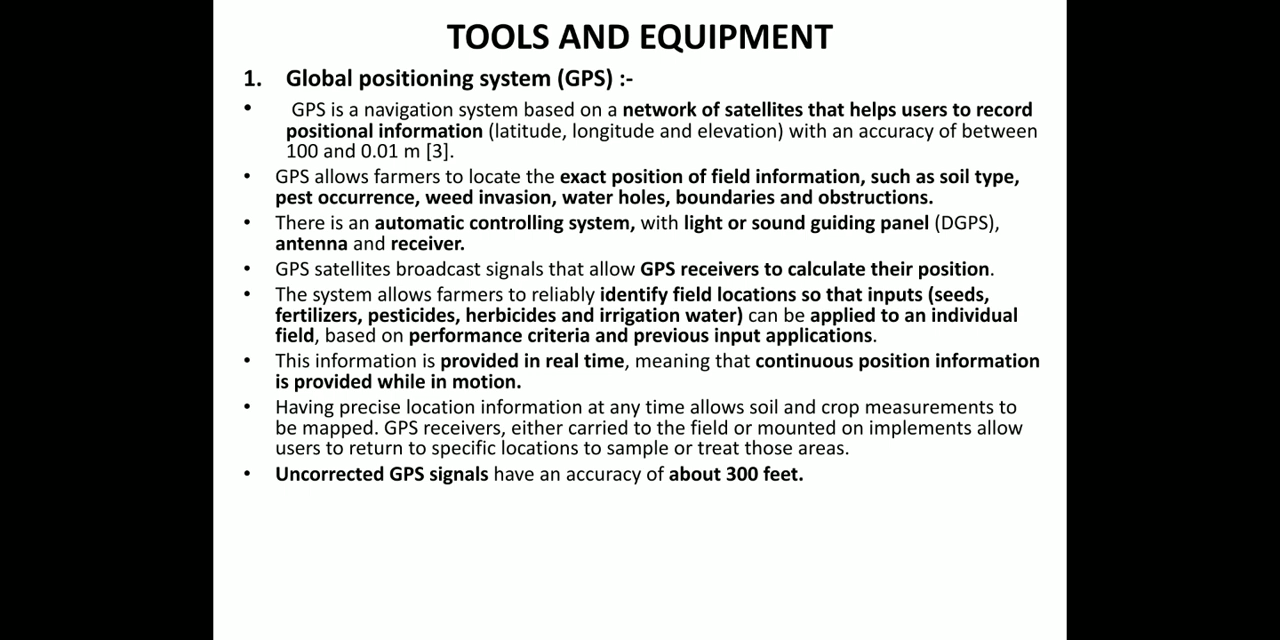 TOOLS AND EQUIPMENT
1. Global positioning system (GPS) :-
• GPS is a navigation system based on a network of satellites that helps users to record
positional information (latitude, longitude and elevation) with an accuracy of between
100 and 0.01 m [3].
• GPS allows farmers to locate the exact position of field information, such as soil type,
pest occurrence, weed invasion, water holes, boundaries and obstructions.
• There is an automatic controlling system, with light or sound guiding panel (DGPS),
antenna and receiver.
• GPS satellites broadcast signals that allow GPS receivers to calculate their position.
• The system allows farmers to reliably identify field locations so that inputs (seeds,
fertilizers, pesticides, herbicides and irrigation water) can be applied to an individual
field, based on performance criteria and previous input applications.
• This information is provided in real time, meaning that continuous position information
is provided while in motion.
• Having precise location information at any time allows soil and crop measurements to
be mapped. GPS receivers, either carried to the field or mounted on implements allow
users to return to specific locations to sample or treat those areas.
• Uncorrected GPS signals have an accuracy of about 300 feet.